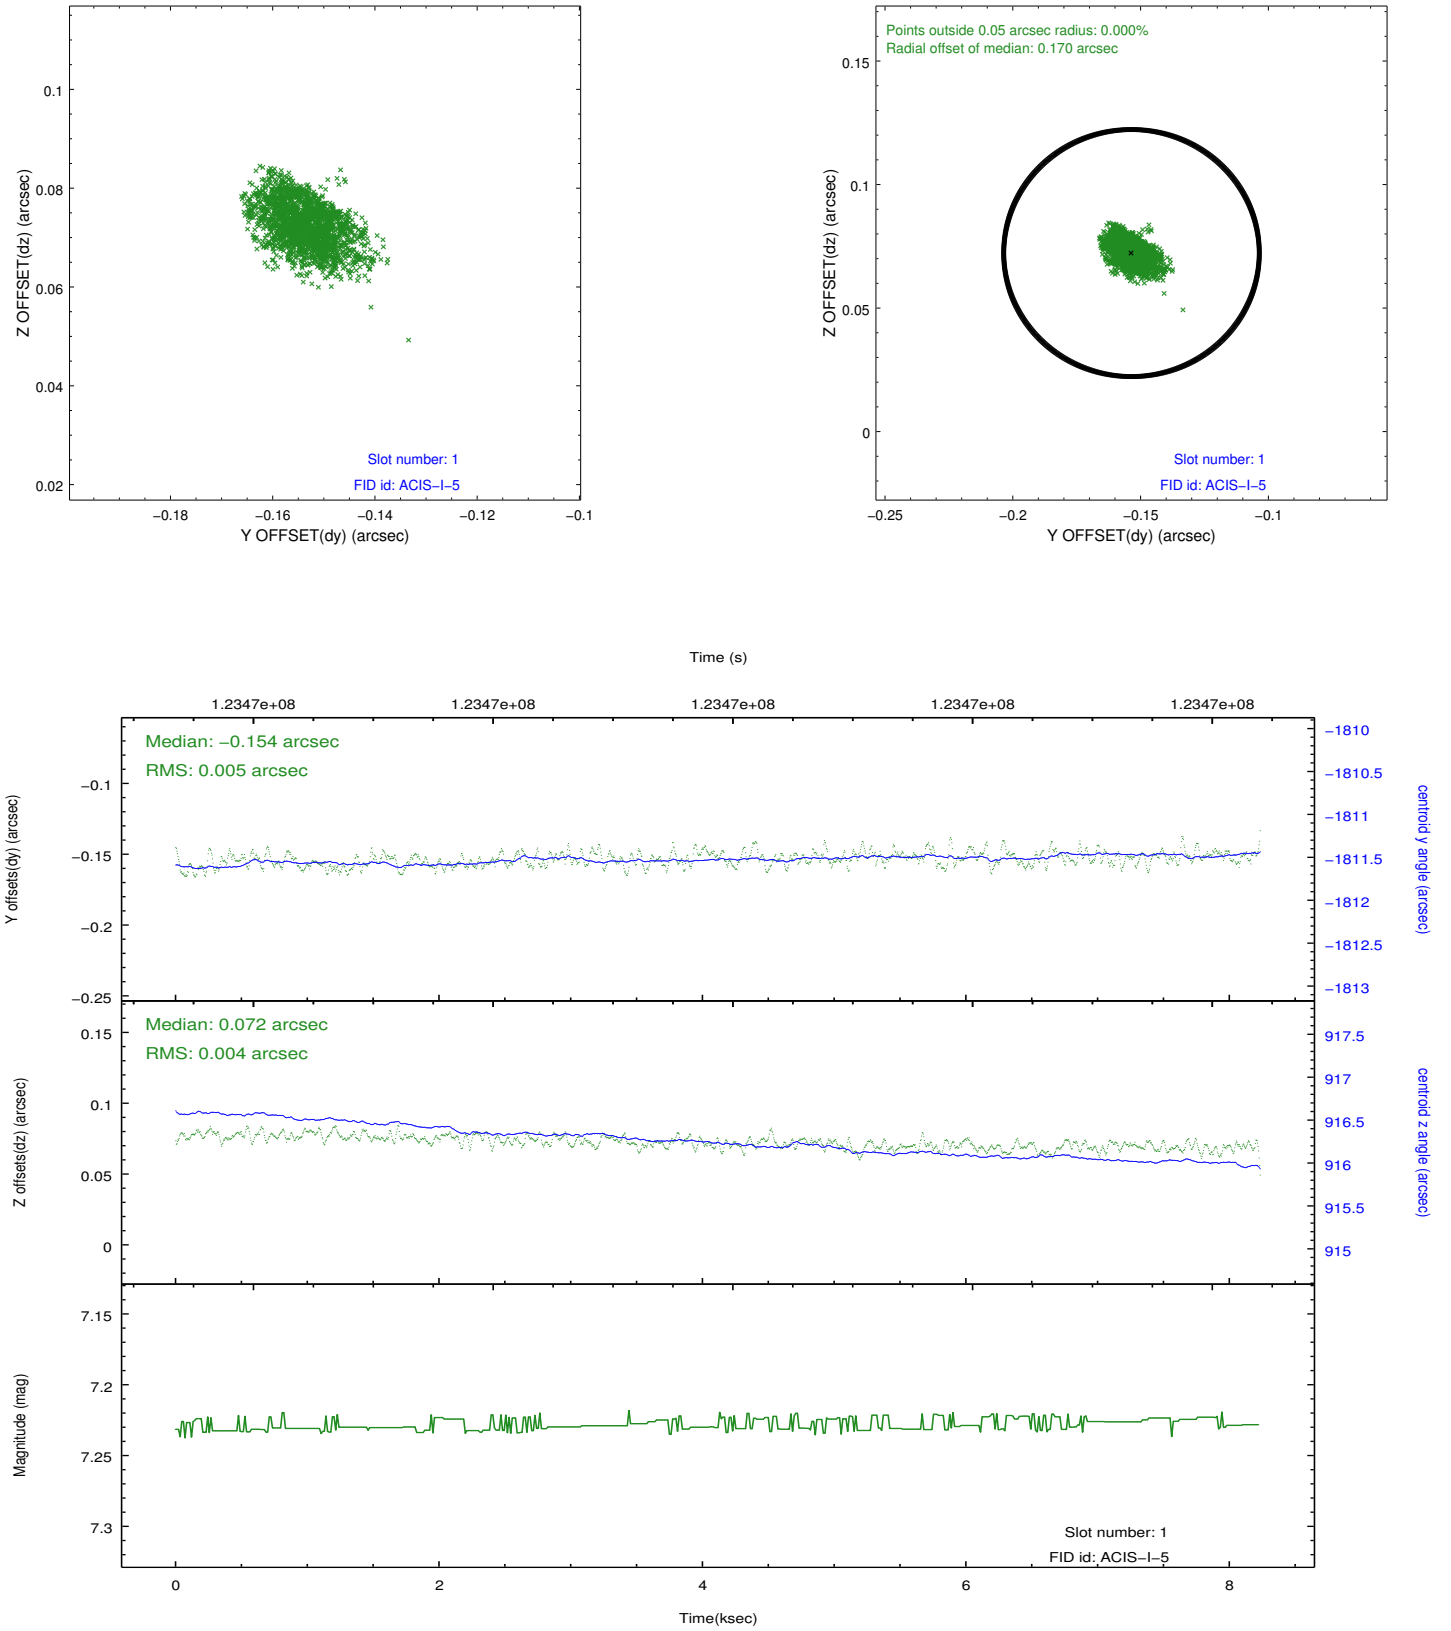 0.1
0.08
0.06
0.04
0.02
Z OFFSET(dz) (arcsec)
Slot number: 1
FID id: ACIS−I−5
−0.18 −0.16 −0.14 −0.12 −0.1
Y OFFSET(dy) (arcsec)
Points outside 0.05 arcsec radius: 0.000%
Radial offset of median: 0.170 arcsec
0.15
0.1
0.05
0
Z OFFSET(dz) (arcsec)
Slot number: 1
FID id: ACIS−I−5
−0.25 −0.2 −0.15 −0.1
Y OFFSET(dy) (arcsec)
Time (s)
1.2347e+08 1.2347e+08 1.2347e+08 1.2347e+08 1.2347e+08
Median: −0.154 arcsec
RMS: 0.005 arcsec
−0.1
−0.15
−0.2
−0.25
Y offsets(dy) (arcsec)
−1810
−1810.5
−1811
−1811.5
−1812
−1812.5
−1813
centroid y angle (arcsec)
Median: 0.072 arcsec
RMS: 0.004 arcsec
0.15
0.1
0.05
0
Z offsets(dz) (arcsec)
917.5
917
916.5
916
915.5
915
centroid z angle (arcsec)
7.15
7.2
7.25
7.3
Magnitude (mag)
Slot number: 1
FID id: ACIS−I−5
0 2 4 6 8
Time(ksec)